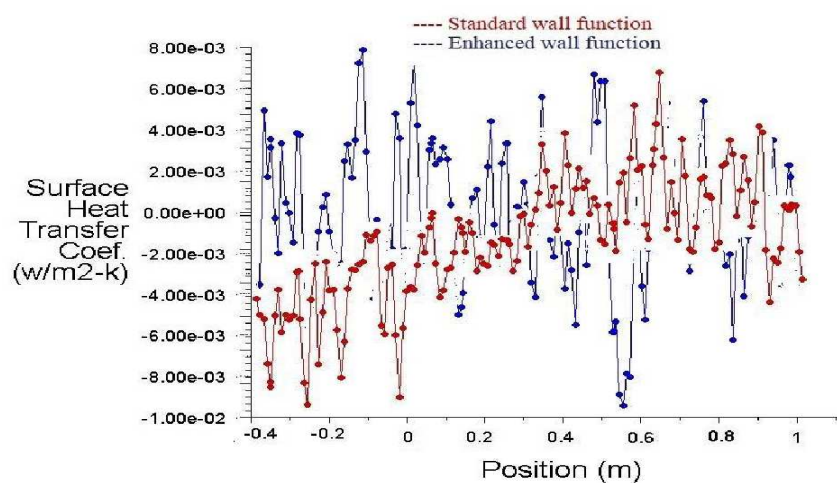 ---- Standard wall function
---- Enhanced wall function
8.00e-03
6.00e-03
4.00e-03
2.00e-03
0.00e+00
-2.00e-03
-4.00e-03
-6.00e-03
-8.00e-03
-1.00e-02
Surface
Heat
Transfer
Coef.
(w/m2-k)
-0.4 -0.2 0 0.2 0.4 0.6 0.8 1
Position (m)